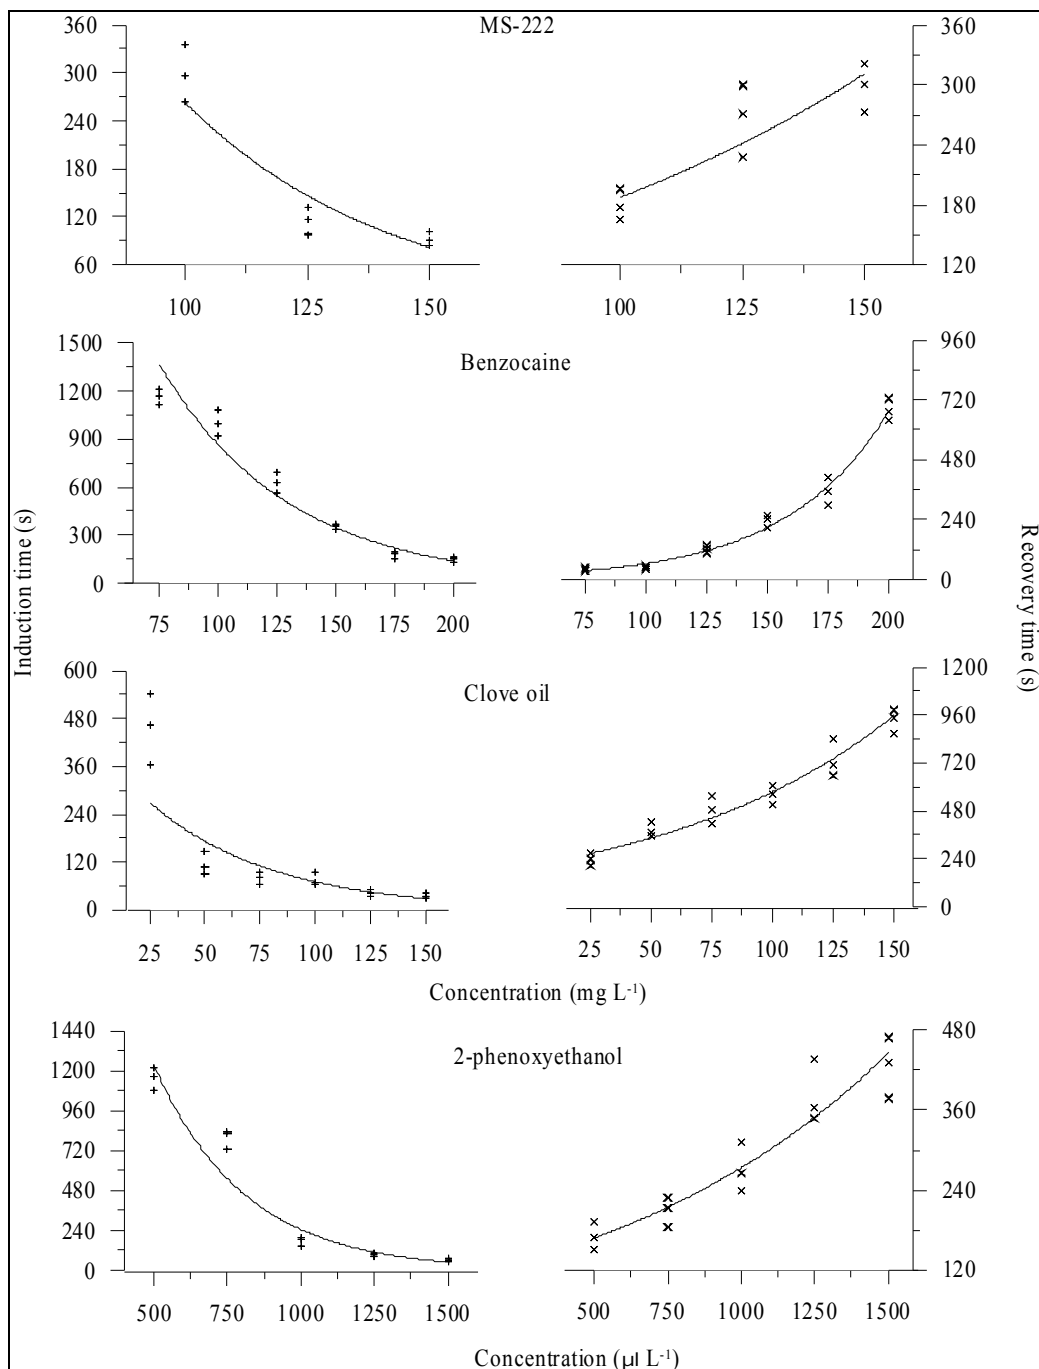 MS-222
360 300 240 180 120 60
100 125 150
360 300 240 180 120
100 125 150
Benzocaine
1500 1200 900 600 300 0
75 100 125 150 175 200
960 720 480 240 0
75 100 125 150 175 200
Induction time (s)
Recovery time (s)
Clove oil
600 480 360 240 120 0
25 50 75 100 125 150
1200 960 720 480 240 0
25 50 75 100 125 150
Concentration (mg L-1)
2-phenoxyethanol
1440 1200 960 720 480 240 0
500 750 1000 1250 1500
480 360 240 120
500 750 1000 1250 1500
Concentration (µl L-1)